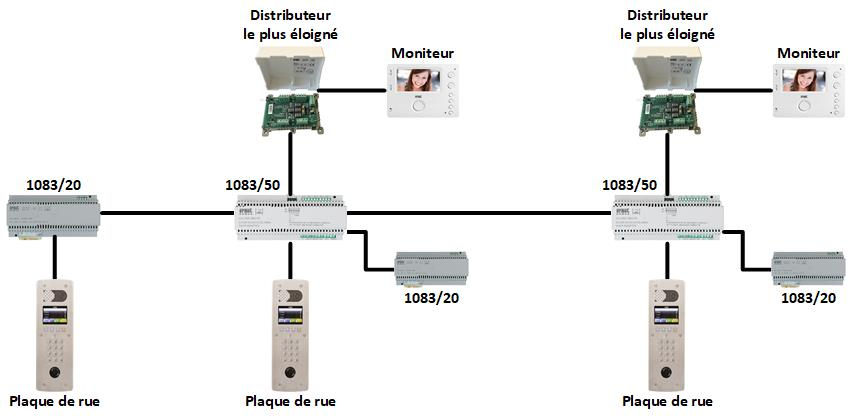 Distributeur
le plus éloigné
Moniteur
Distributeur
le plus éloigné
Moniteur
1083/20
1083/50
1083/50
1083/20
1083/20
Plaque de rue
Plaque de rue
Plaque de rue